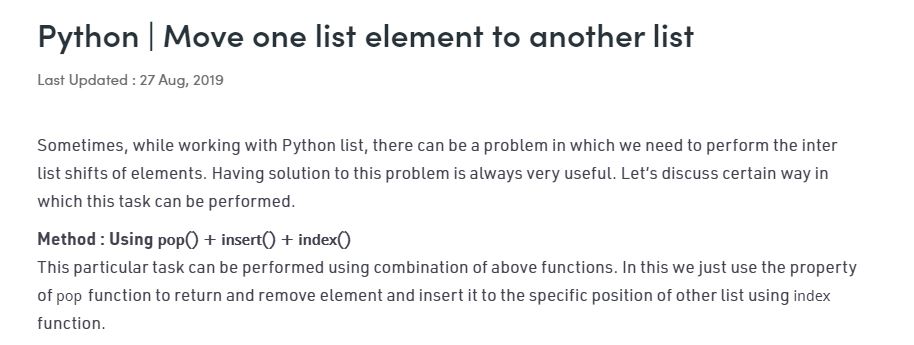 Python | Move one list element to another list
Last Updated : 27 Aug, 2019
Sometimes, while working with Python list, there can be a problem in which we need to perform the inter
list shifts of elements. Having solution to this problem is always very useful. Let’s discuss certain way in
which this task can be performed.
Method : Using pop() + insert() + index()
This particular task can be performed using combination of above functions. In this we just use the property
of pop function to return and remove element and insert it to the specific position of other list using index
function.